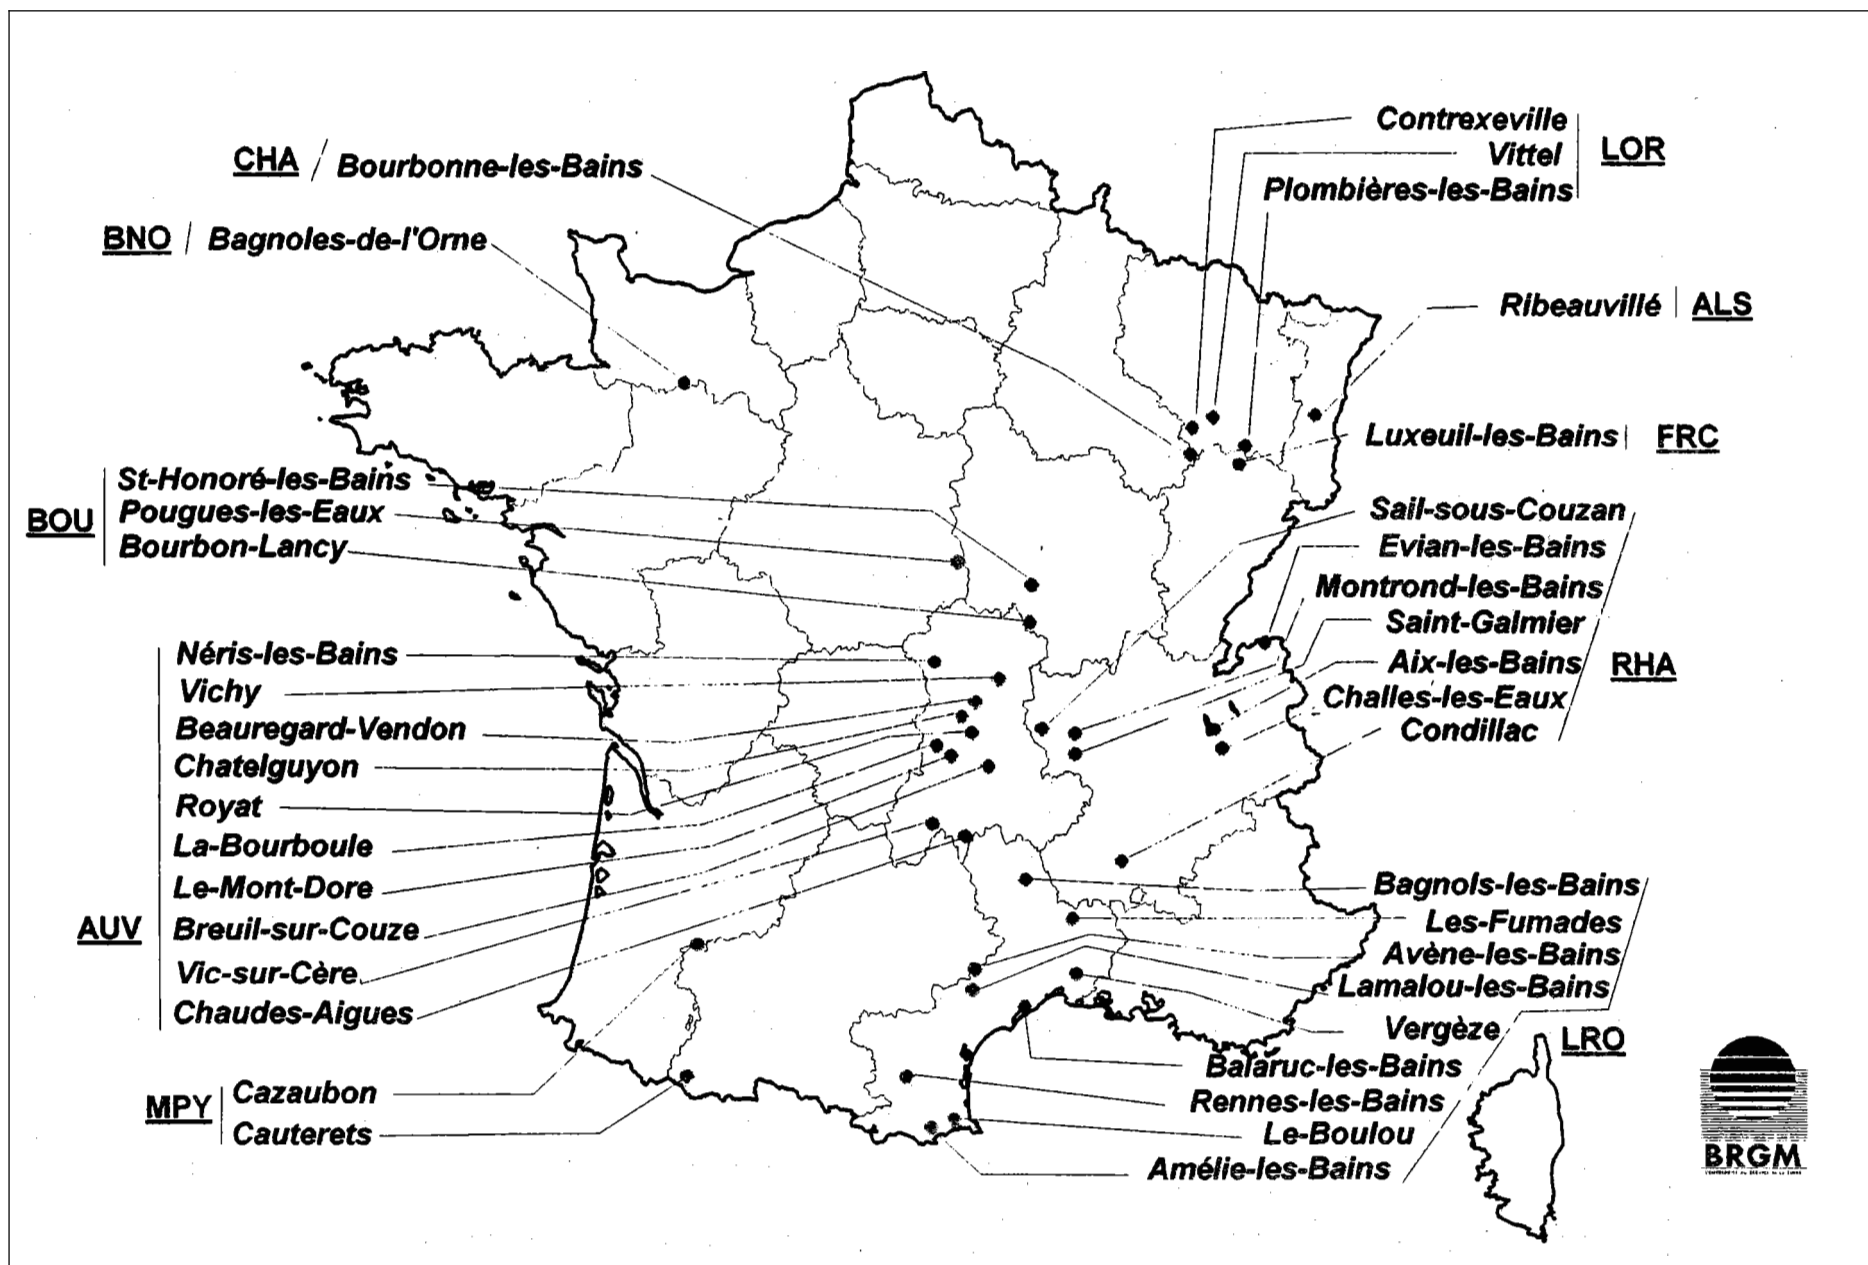 CHA / Bourbonne-les-Bains
BNO | Bagnoles-de-l'Orne
Contrexeville
Vittel
Plombières-les-Bains
LOR
Ribeauvillé | ALS
Luxeuil-les-Bains | FRC
BOU
St-Honoré-les-Bains
Pougues-les-Eaux
Bourbon-Lancy
Sail-sous-Couzan
Evian-les-Bains
Montrond-les-Bains
Saint-Galmier
Aix-les-Bains
Challes-les-Eaux
Condillac
RHA
AUV
Néris-les-Bains
Vichy
Beauregard-Vendon
Chatelguyon
Royat
La-Bourboule
Le-Mont-Dore
Breuil-sur-Couze
Vic-sur-Cère
Chaudes-Aigues
Bagnols-les-Bains
Les-Fumades
Avène-les-Bains
Lamalou-les-Bains
Vergèze
Balaruc-les-Bains
Rennes-les-Bains
Le-Boulou
Amélie-les-Bains
LRO
MPY
Cazaubon
Cauterets
BRGM